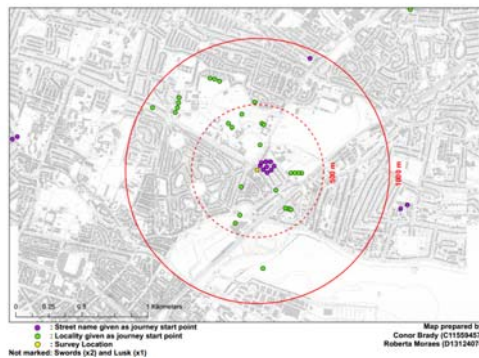 500 m
1000 m
0 0.25 0.5 1 Kilometers
: Street name given as journey start point
: Locality given as journey start point
: Survey Location
Not marked: Swords (x2) and Lusk (x1)
Map prepared by
Conor Brady (C11559457
Roberta Moraes (D1312407